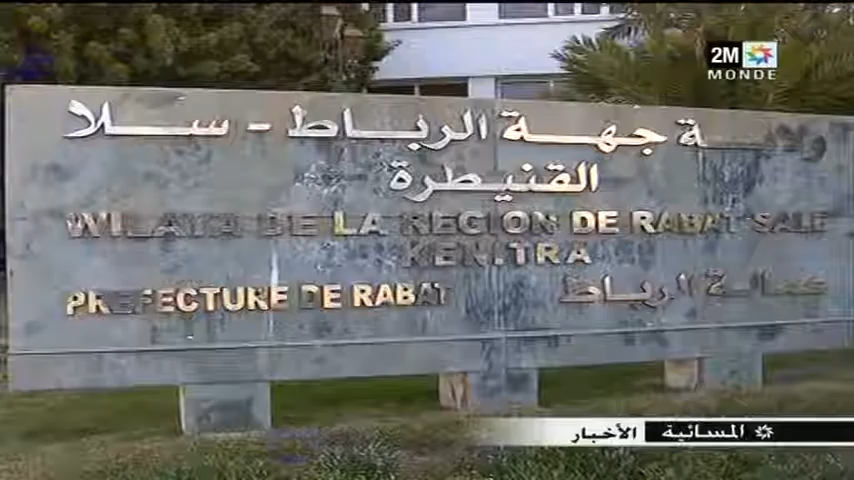 2M
MONDE
ولاية جهة الرباط - سلا
القنيطرة
WILAYA DE LA REGION DE RABAT SALE
KENITRA
PREFECTURE DE RABAT عمالة الرباط
المسائية الأخبار